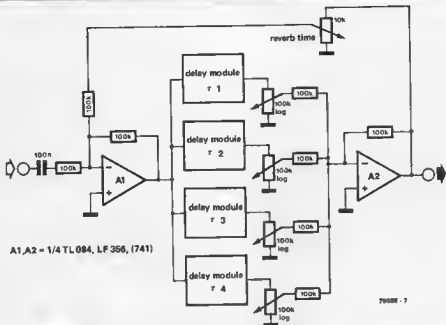 10k
reverb time
delay module
τ 1
100k
100k
log
100k
100k
100n
100k
A1
delay module
τ 2
100k
100k
log
100k
A2
delay module
τ 3
100k
100k
log
A1,A2 = 1/4 TL 084, LF 356, (741)
delay module
τ 4
100k
100k
log